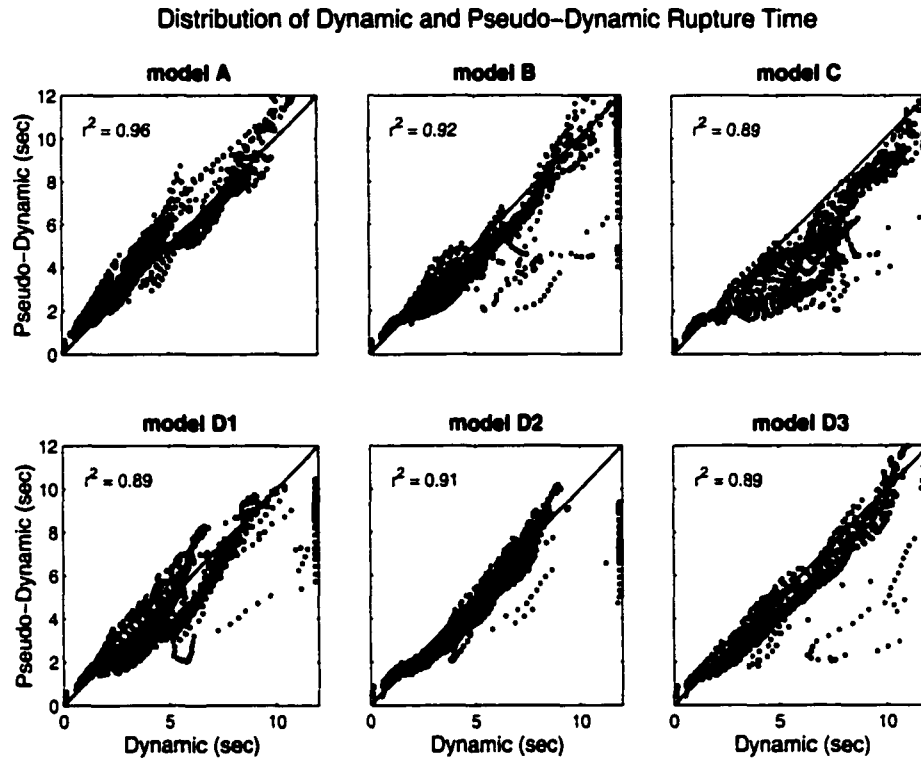 Distribution of Dynamic and Pseudo-Dynamic Rupture Time
model A
model B
model C
12
10
8
6
4
2
0
Pseudo-Dynamic (sec)
r² = 0.96
r² = 0.92
r² = 0.89
model D1
model D2
model D3
12
10
8
6
4
2
0
Pseudo-Dynamic (sec)
r² = 0.89
r² = 0.91
r² = 0.89
0 5 10
0 5 10
0 5 10
Dynamic (sec)
Dynamic (sec)
Dynamic (sec)